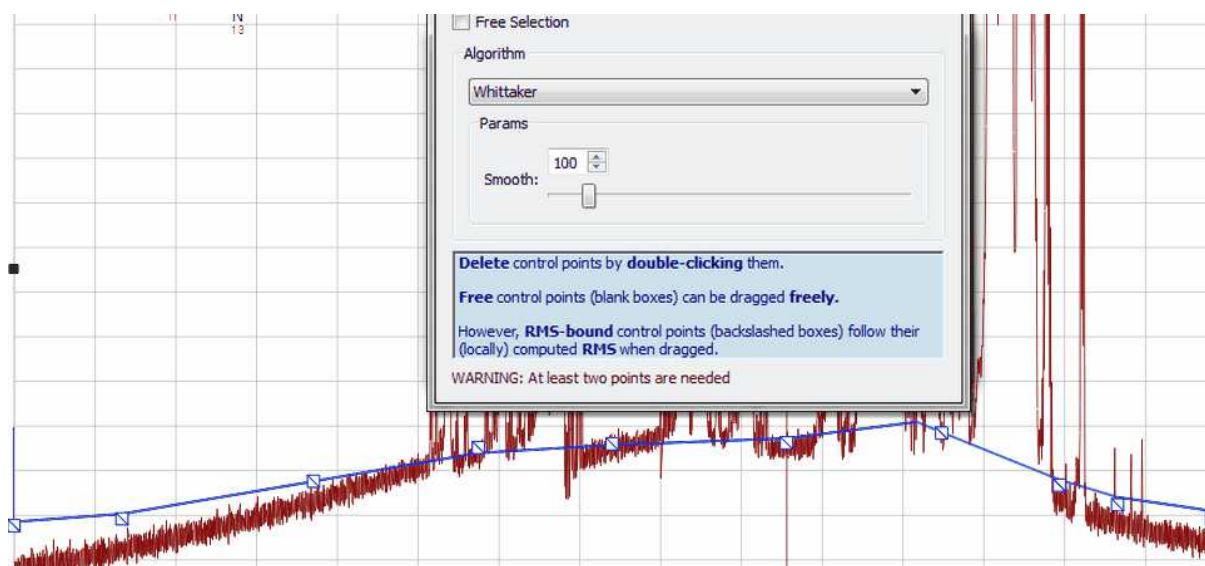 N
13
11
Free Selection
Algorithm
Whittaker
Params
Smooth: 100
Delete control points by double-clicking them.
Free control points (blank boxes) can be dragged freely.
However, RMS-bound control points (backslashed boxes) follow their
(locally) computed RMS when dragged.
WARNING: At least two points are needed